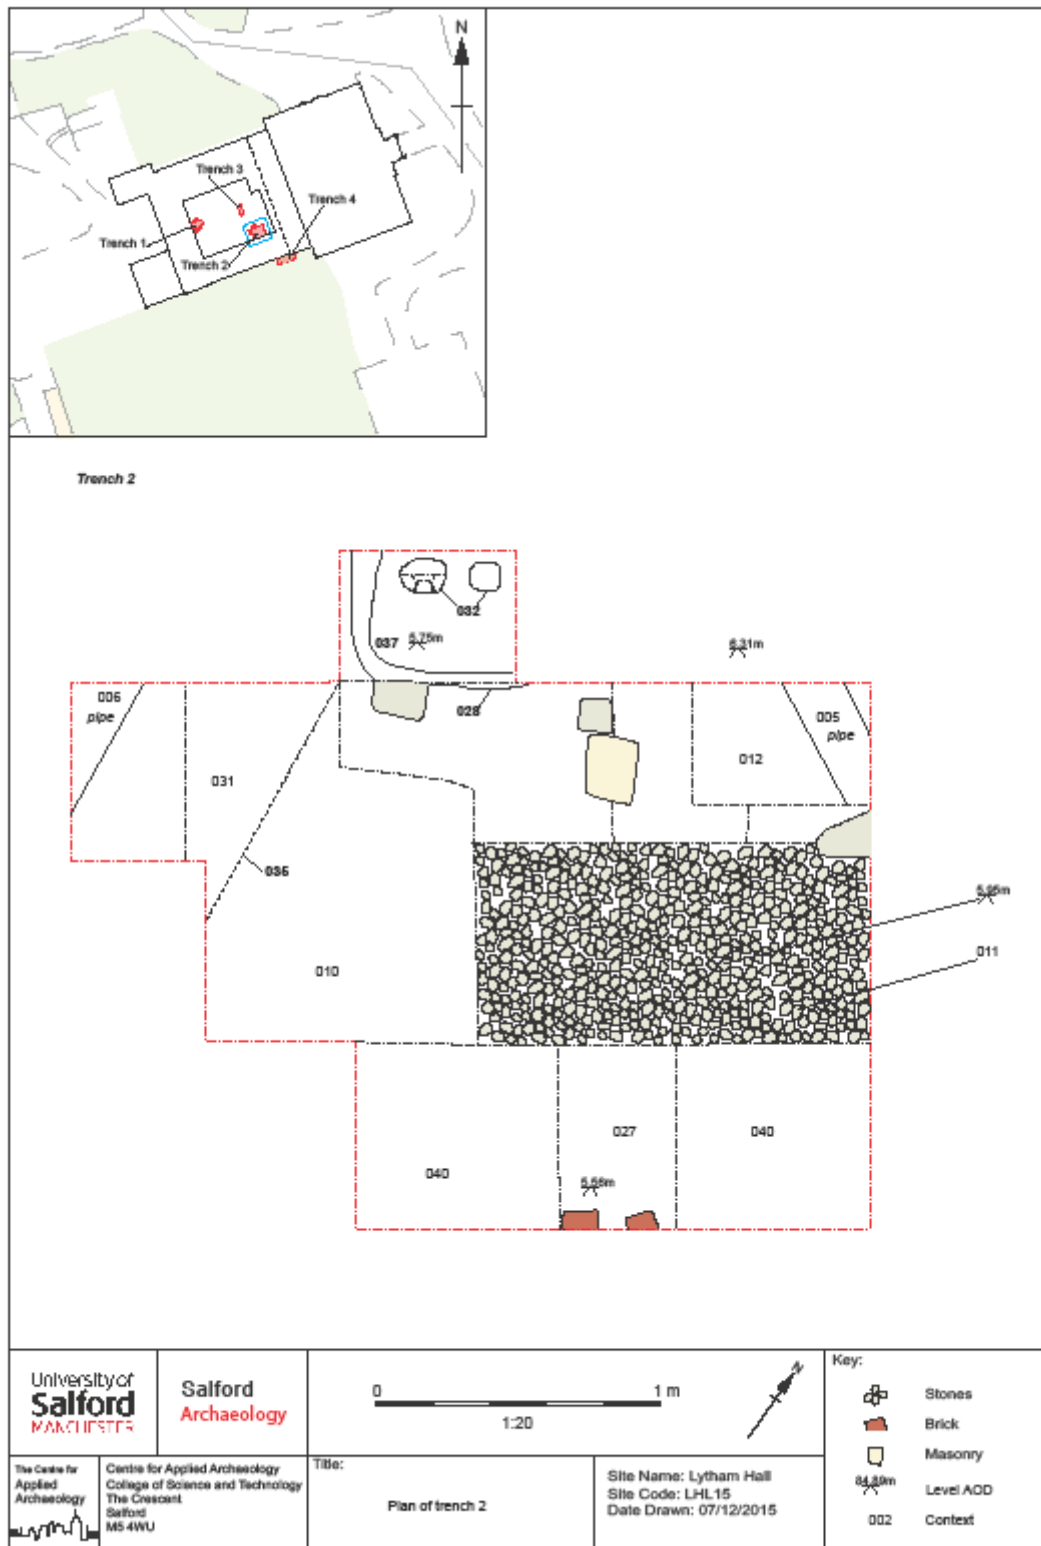 N
Trench 3
Trench 4
Trench 1
Trench 2
Trench 2
032
037
5.75m
6.31m
006
pipe
028
005
pipe
031
012
035
5.95m
010
011
027
040
040
5.56m
University of
Salford
MANCHESTER
Salford
Archaeology
0
1 m
1:20
N
Key:
Stones
Brick
Masonry
84.89m
Level AOD
002
Context
The Centre for
Applied
Archaeology
Centre for Applied Archaeology
College of Science and Technology
The Crescent
Salford
M5 4WU
Title:
Plan of trench 2
Site Name: Lytham Hall
Site Code: LHL15
Date Drawn: 07/12/2015